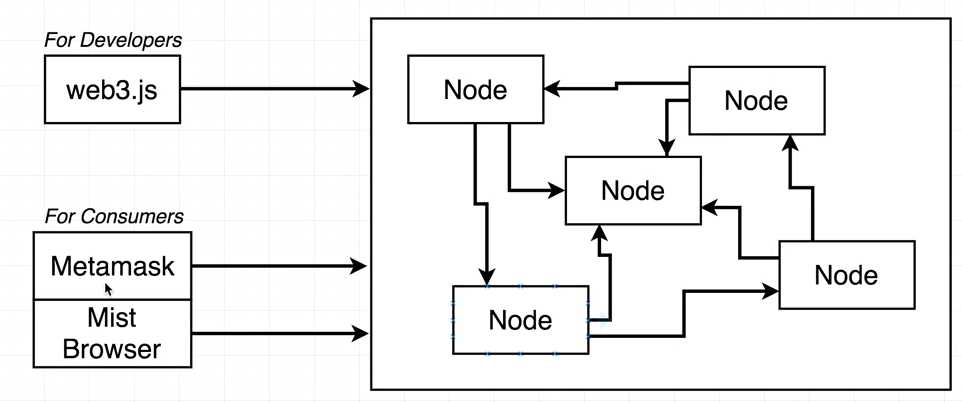 For Developers
web3.js
Node
Node
Node
For Consumers
Metamask
Node
Mist
Browser
Node